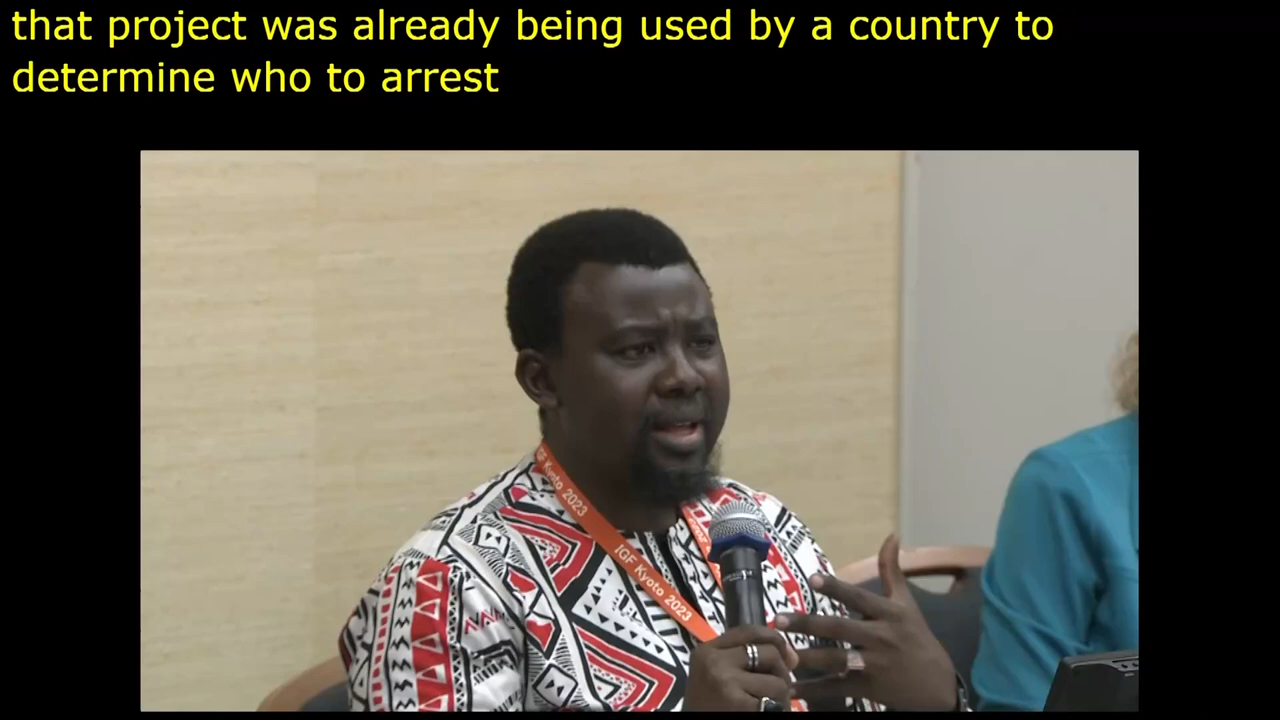 that project was already being used by a country to
determine who to arrest
IGF Kyoto 2023
IGF Kyoto 2023